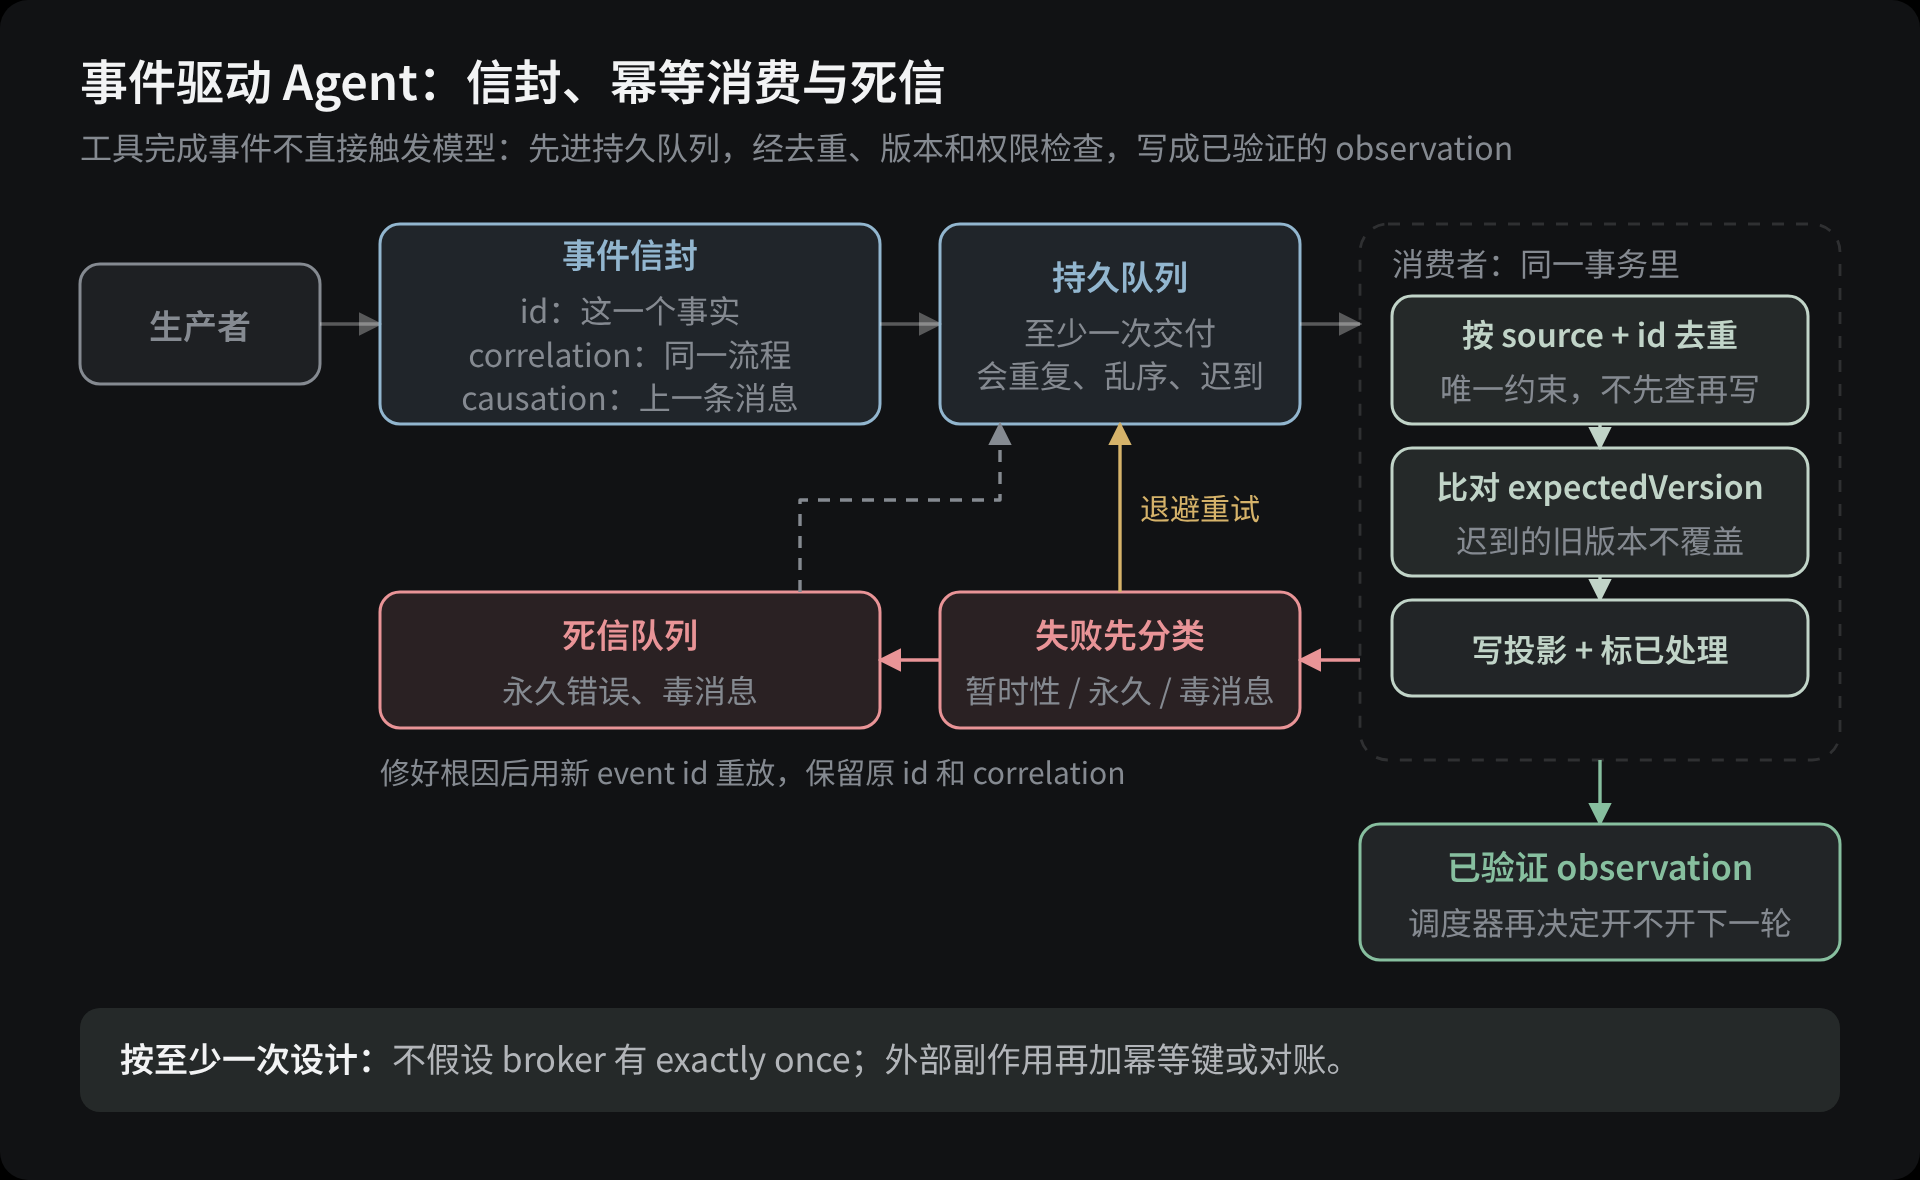 事件驱动 Agent：信封、幂等消费与死信
工具完成事件不直接触发模型：先进持久队列，经去重、版本和权限检查，写成已验证的 observation
生产者
事件信封
id：这一个事实
correlation：同一流程
causation：上一条消息
持久队列
至少一次交付
会重复、乱序、迟到
消费者：同一事务里
按 source + id 去重
唯一约束，不先查再写
比对 expectedVersion
迟到的旧版本不覆盖
写投影 + 标已处理
退避重试
死信队列
永久错误、毒消息
失败先分类
暂时性 / 永久 / 毒消息
修好根因后用新 event id 重放，保留原 id 和 correlation
已验证 observation
调度器再决定开不开下一轮
按至少一次设计：不假设 broker 有 exactly once；外部副作用再加幂等键或对账。